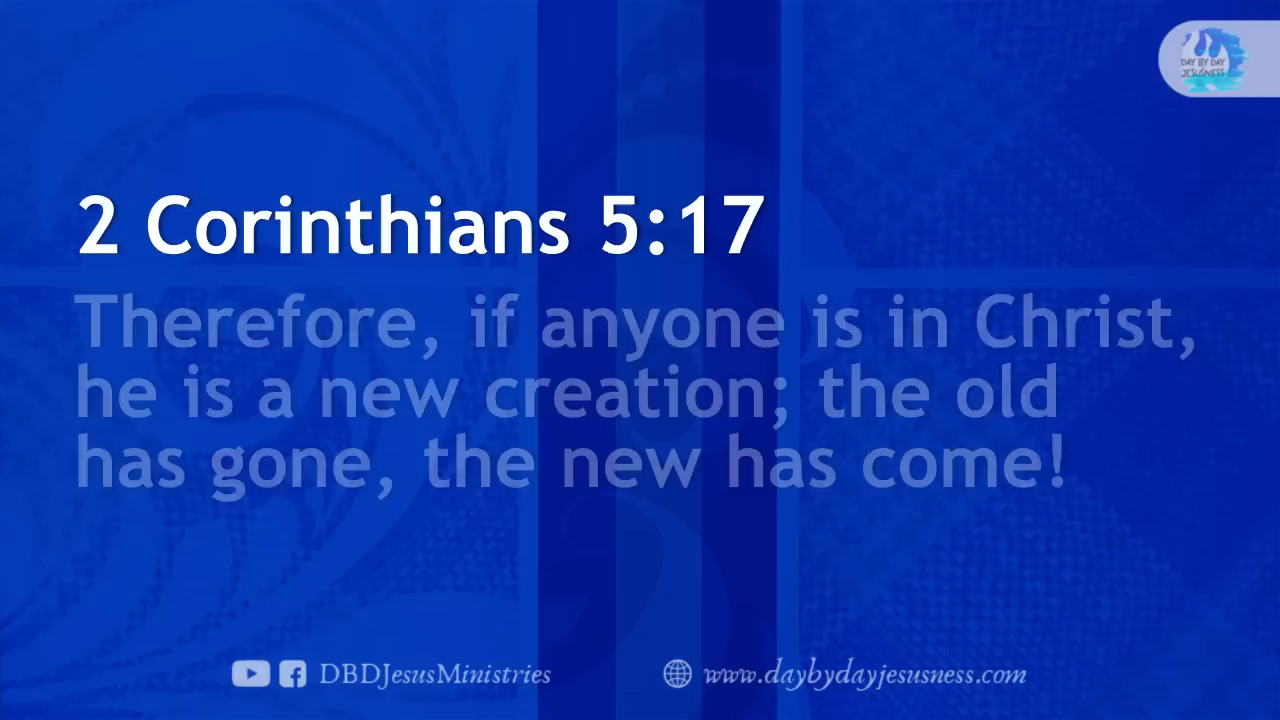 DAY BY DAY
JESUSNESS
2 Corinthians 5:17
Therefore, if anyone is in Christ,
he is a new creation; the old
has gone, the new has come!
DBDJesusMinistries
www.daybydayjesusness.com